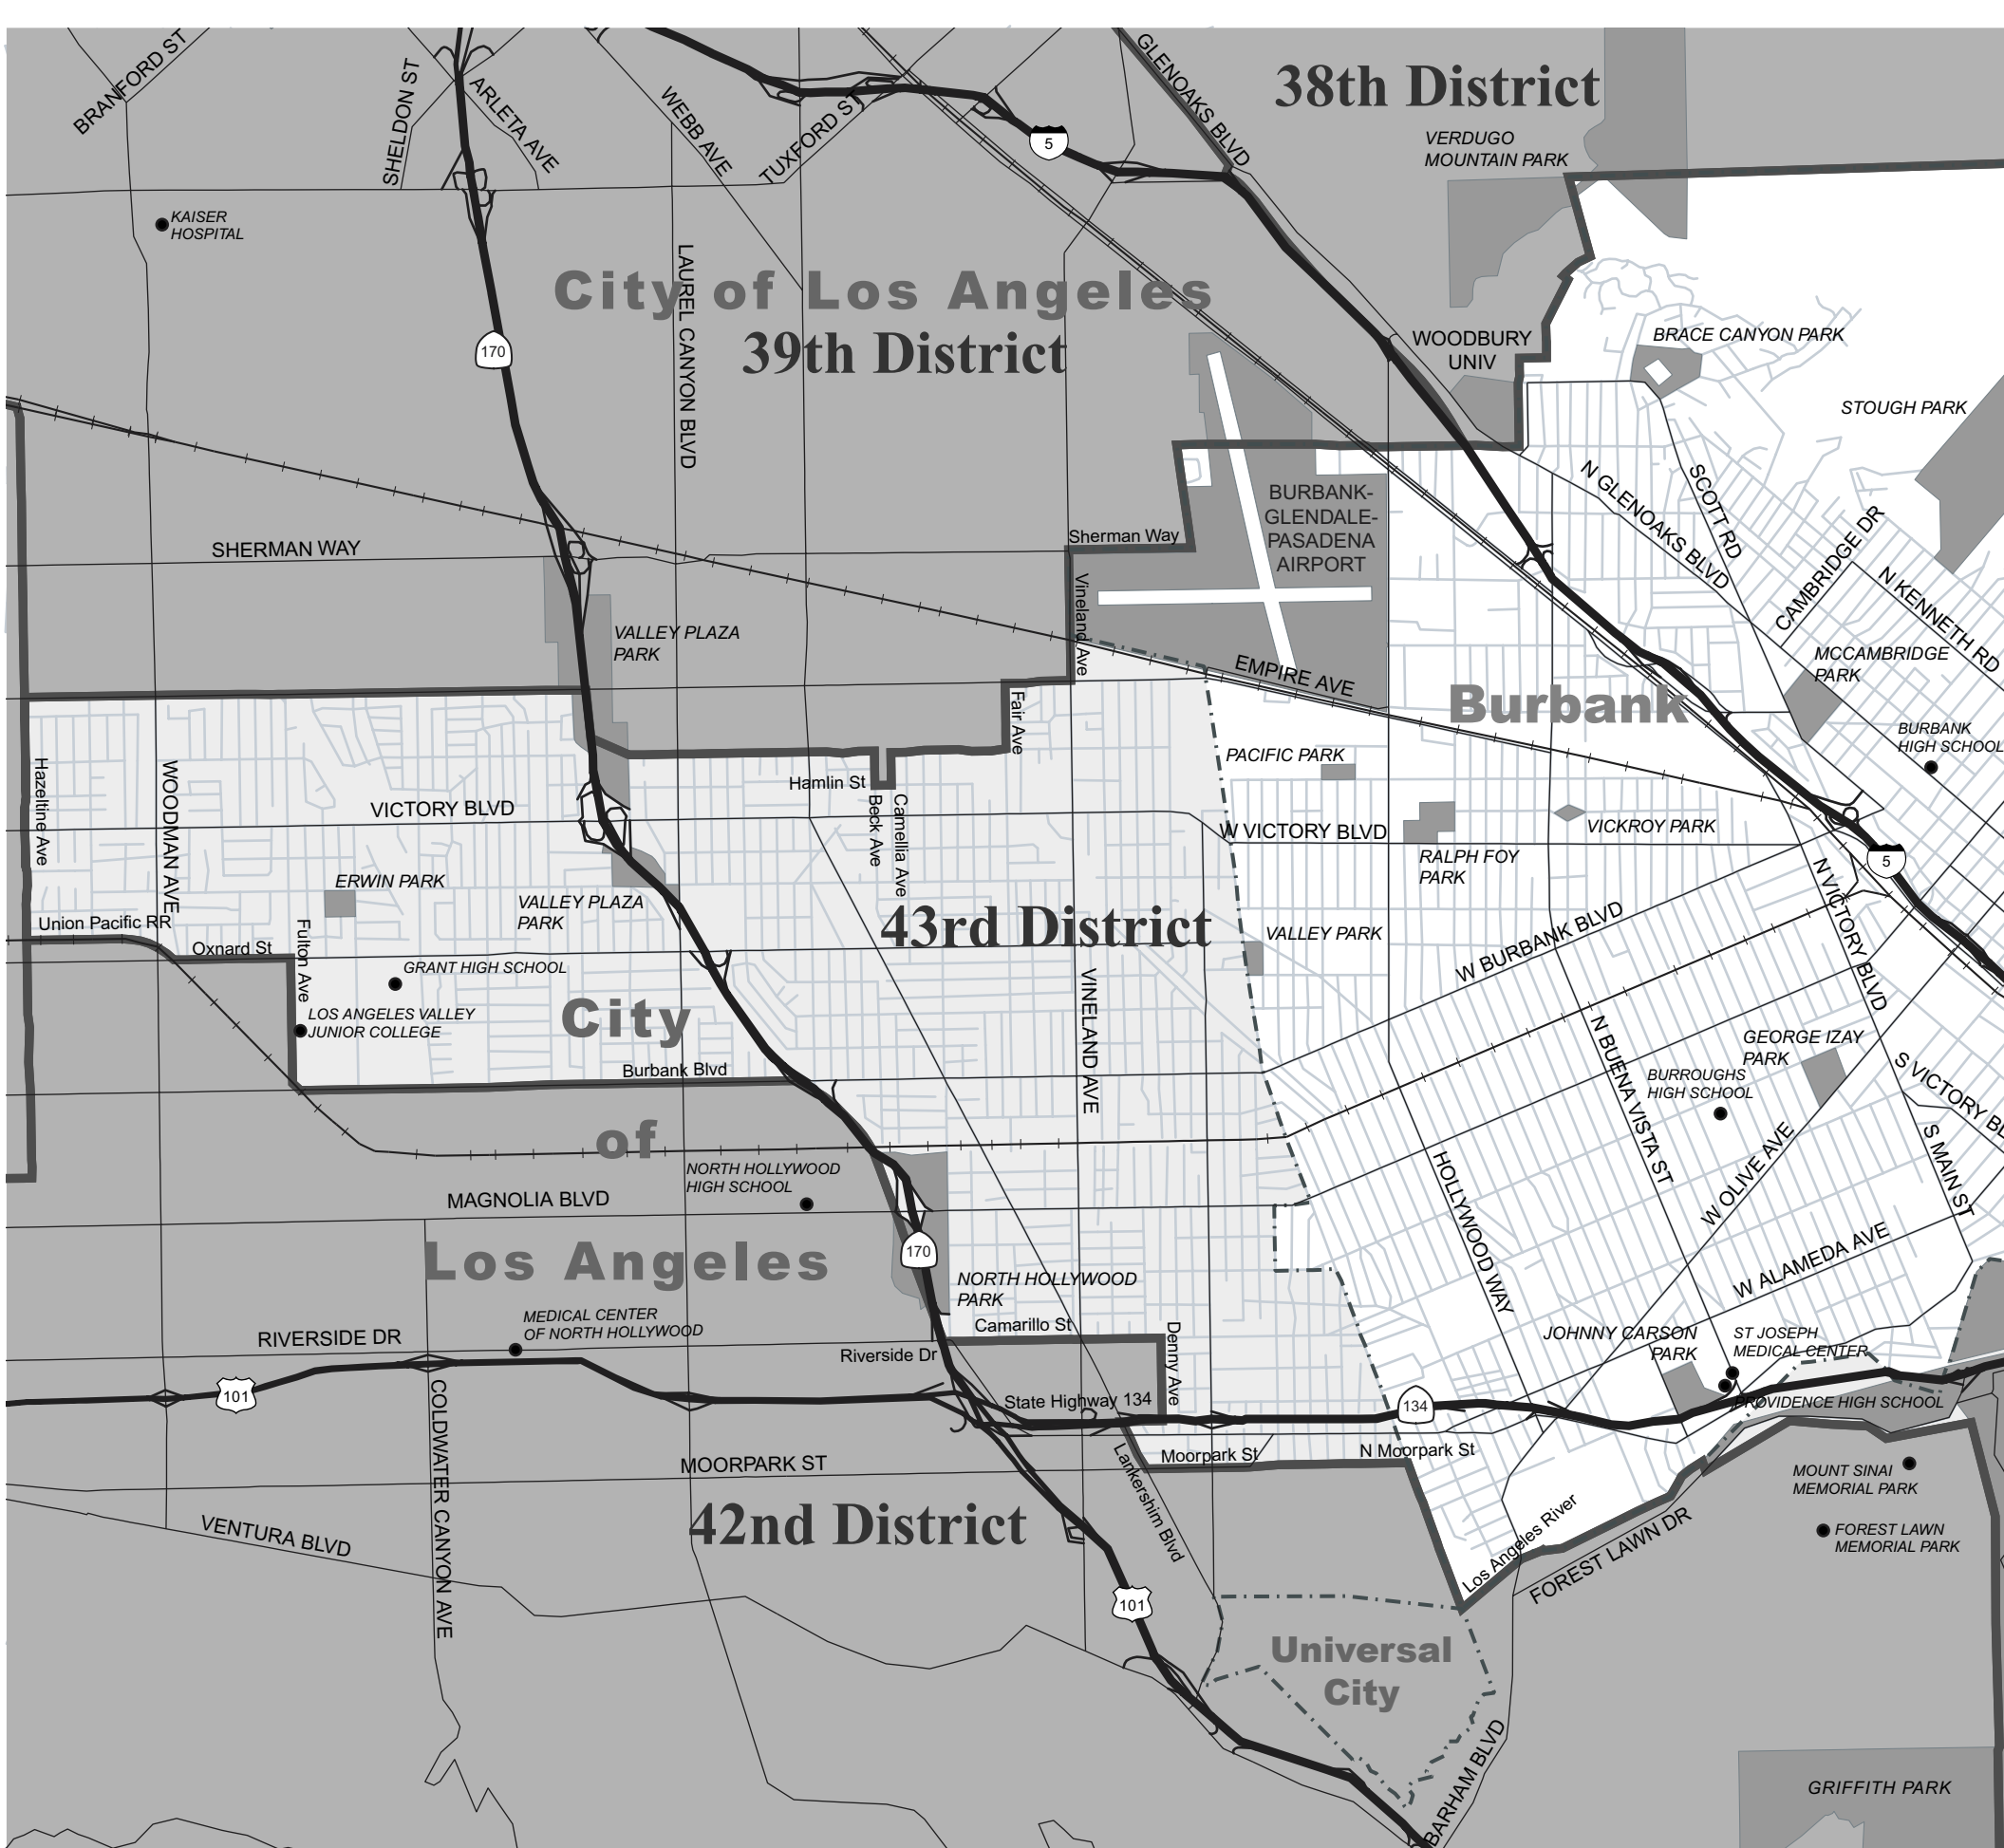 BRANFORD ST
SHELDON ST
ARLETA AVE
WEBB AVE
TUXFORD ST
5
GLENOAKS BLVD
38th District
VERDUGO
MOUNTAIN PARK
KAISER
HOSPITAL
170
LAUREL CANYON BLVD
City of Los Angeles
39th District
WOODBURY
UNIV
BRACE CANYON PARK
STOUGH PARK
SHERMAN WAY
Sherman Way
BURBANK-
GLENDALE-
PASADENA
AIRPORT
N GLENOAKS BLVD
SCOTT RD
CAMBRIDGE DR
N KENNETH RD
Vineland Ave
VALLEY PLAZA
PARK
EMPIRE AVE
MCCAMBRIDGE
PARK
Burbank
BURBANK
HIGH SCHOOL
Fair Ave
PACIFIC PARK
Hazeltine Ave
WOODMAN AVE
VICTORY BLVD
Hamlin St
Beck Ave
Camellia Ave
W VICTORY BLVD
VICKROY PARK
RALPH FOY
PARK
5
N VICTORY BLVD
ERWIN PARK
VALLEY PLAZA
PARK
43rd District
VALLEY PARK
W BURBANK BLVD
Union Pacific RR
Oxnard St
Fulton Ave
GRANT HIGH SCHOOL
LOS ANGELES VALLEY
JUNIOR COLLEGE
City
VINELAND AVE
N BUENA VISTA ST
GEORGE IZAY
PARK
BURROUGHS
HIGH SCHOOL
S VICTORY BL
Burbank Blvd
of
NORTH HOLLYWOOD
HIGH SCHOOL
HOLLYWOOD WAY
W OLIVE AVE
S MAIN ST
MAGNOLIA BLVD
Los Angeles
170
W ALAMEDA AVE
NORTH HOLLYWOOD
PARK
MEDICAL CENTER
OF NORTH HOLLYWOOD
RIVERSIDE DR
Camarillo St
Riverside Dr
Denny Ave
JOHNNY CARSON
PARK
ST JOSEPH
MEDICAL CENTER
101
COLDWATER CANYON AVE
State Highway 134
134
PROVIDENCE HIGH SCHOOL
MOORPARK ST
Lankershim Blvd
Moorpark St
N Moorpark St
MOUNT SINAI
MEMORIAL PARK
42nd District
VENTURA BLVD
Los Angeles River
FOREST LAWN DR
FOREST LAWN
MEMORIAL PARK
101
Universal
City
BARHAM BLVD
GRIFFITH PARK